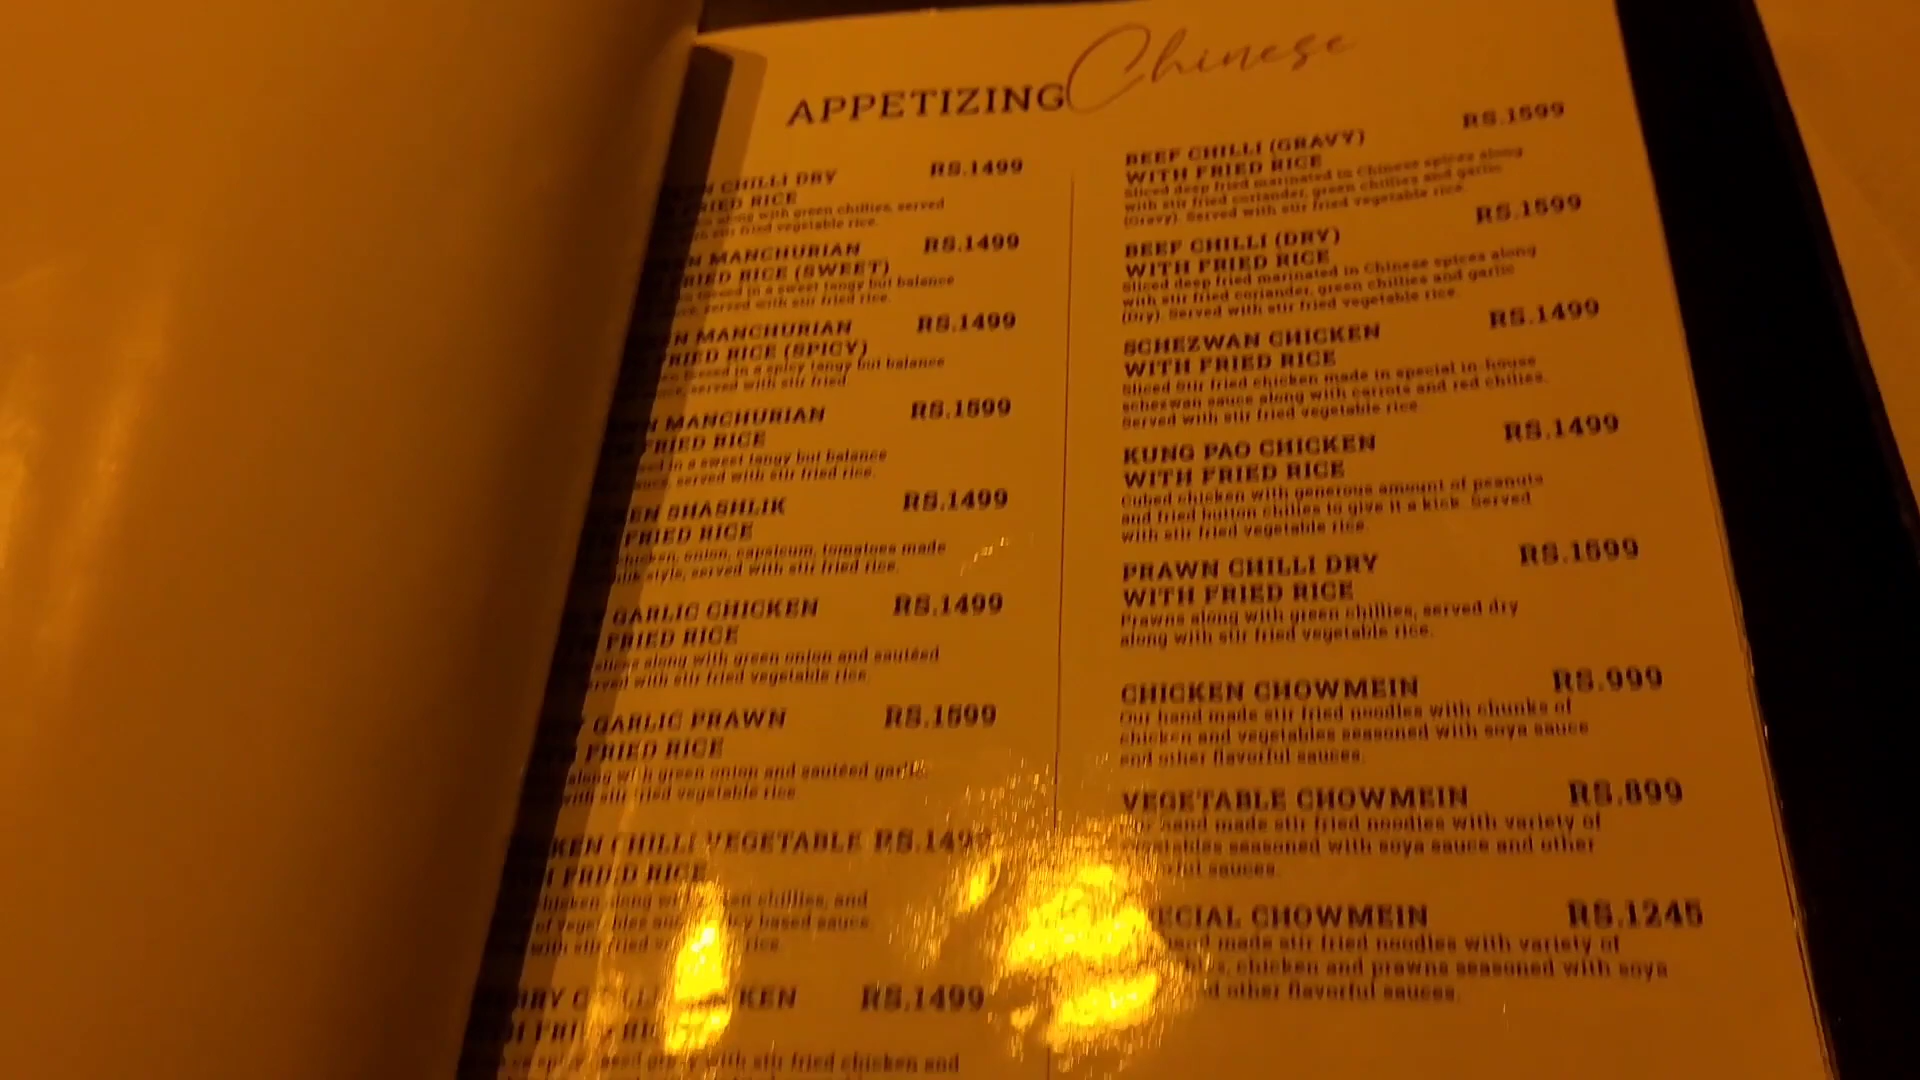 APPETIZING Chinese
CHILLI DRY RS.1499
FRIED RICE
along with green chillies, served
with stir fried vegetable rice.
MANCHURIAN RS.1499
FRIED RICE (SWEET)
in a sweet tangy but balance
served with stir fried rice.
MANCHURIAN RS.1499
FRIED RICE (SPICY)
in a spicy tangy but balance
served with stir fried
MANCHURIAN RS.1599
FRIED RICE
in a sweet tangy but balance
served with stir fried rice.
SHASHLIK RS.1499
FRIED RICE
chicken, onion, capsicum, tomatoes made
style, served with stir fried rice.
GARLIC CHICKEN RS.1499
FRIED RICE
along with green onion and sautéed
with stir fried vegetable rice.
GARLIC PRAWN RS.1599
FRIED RICE
along with green onion and sautéed garlic
with stir fried vegetable rice
CHILLI VEGETABLE RS.1499
FRIED RICE
along chillies, and
of vegetables based sauce
with stir fried rice
RS.1499
with stir fried chicken and
BEEF CHILLI (GRAVY) RS.1599
WITH FRIED RICE
Sliced deep fried marinated in Chinese spices along
with stir fried coriander, green chillies and garlic
(Gravy). Served with stir fried vegetable rice.
BEEF CHILLI (DRY) RS.1599
WITH FRIED RICE
Sliced deep fried marinated in Chinese spices along
with stir fried coriander, green chillies and garlic
(Dry). Served with stir fried vegetable rice.
SCHEZWAN CHICKEN RS.1499
WITH FRIED RICE
Sliced Stir fried chicken made in special in-house
schezwan sauce along with carrots and red chilies.
Served with stir fried vegetable rice
KUNG PAO CHICKEN RS.1499
WITH FRIED RICE
Cubed chicken with generous amount of peanuts
and fried button chilies to give it a kick. Served
with stir fried vegetable rice.
PRAWN CHILLI DRY RS.1599
WITH FRIED RICE
Prawns along with green chillies, served dry
along with stir fried vegetable rice.
CHICKEN CHOWMEIN RS.999
Our hand made stir fried noodles with chunks of
chicken and vegetables seasoned with soya sauce
and other flavorful sauces.
VEGETABLE CHOWMEIN RS.899
hand made stir fried noodles with variety of
seasoned with soya sauce and other
sauces.
CHOWMEIN RS.1245
made stir fried noodles with variety of
chicken and prawns seasoned with soya
other flavorful sauces.